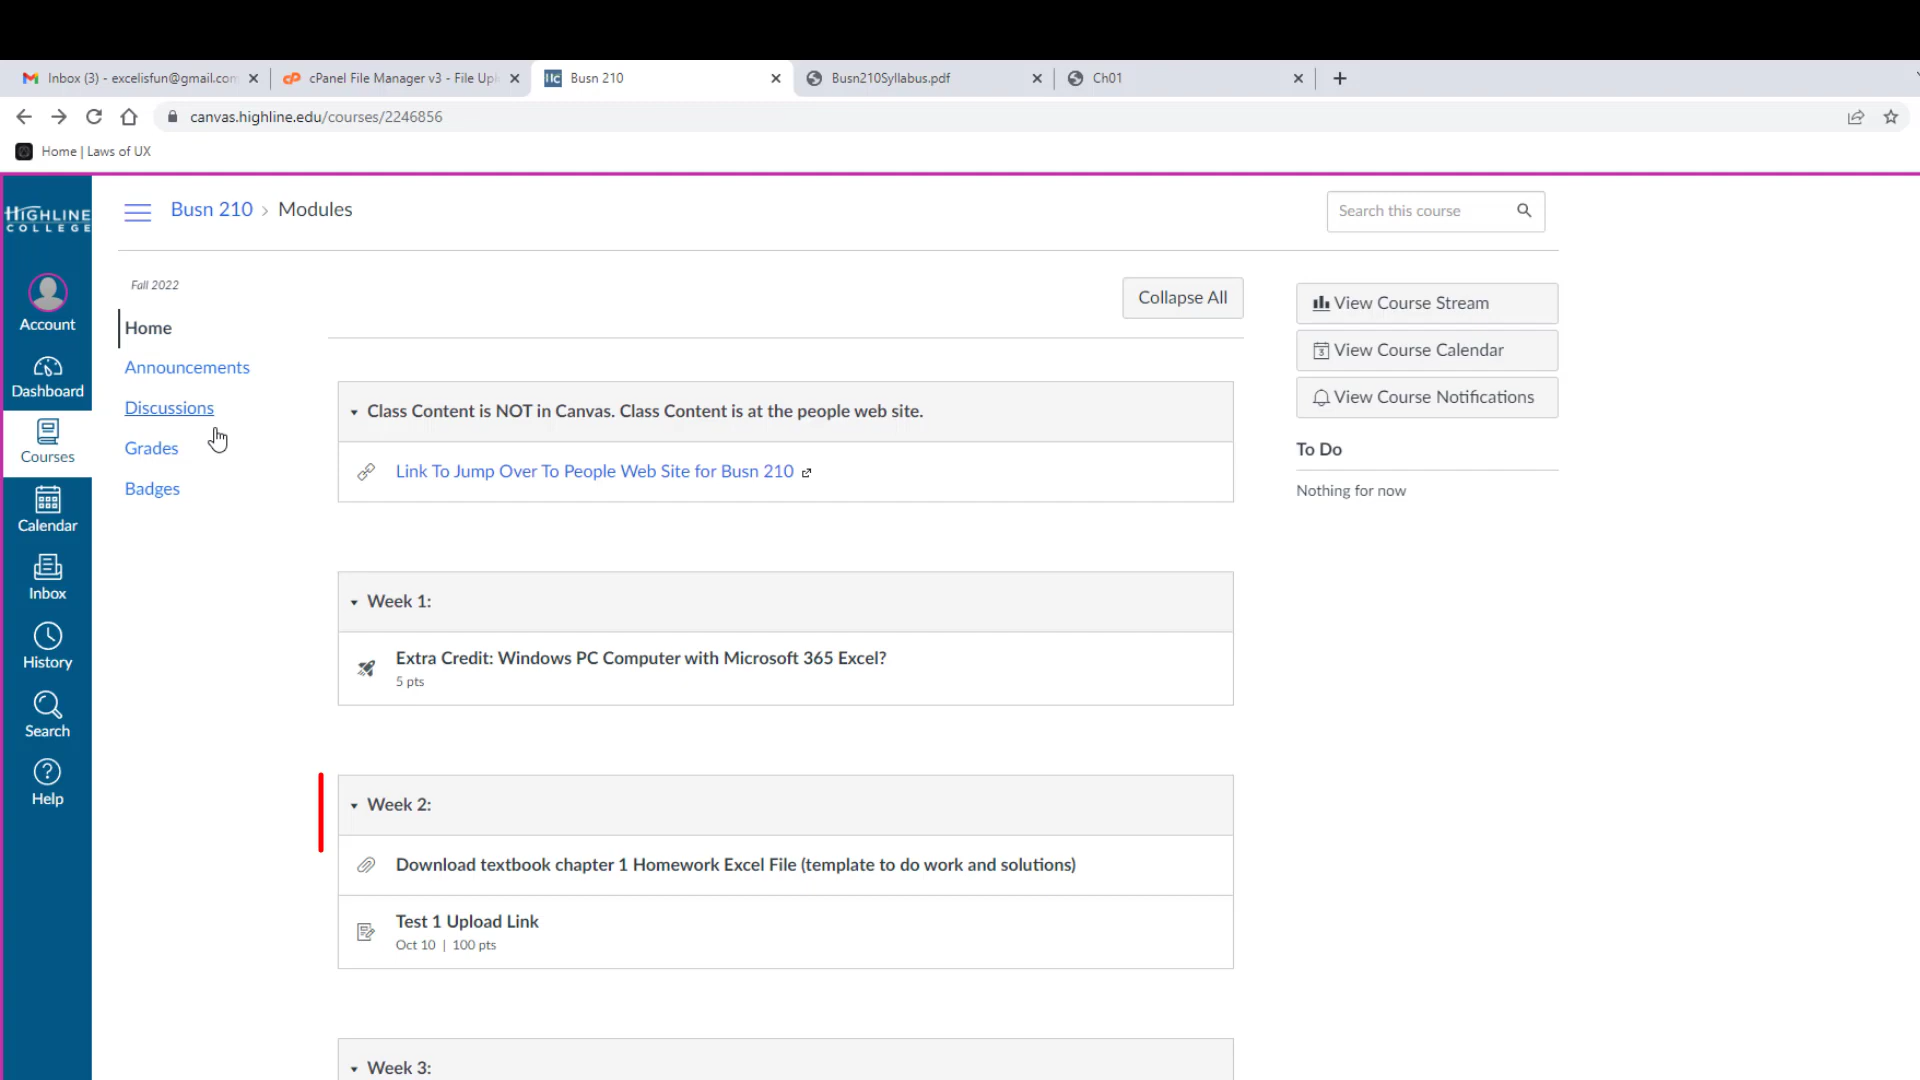 Inbox (3) - excelisfun@gmail.com
cPanel File Manager v3 - File Upl
Busn 210
Busn210Syllabus.pdf
Ch01
canvas.highline.edu/courses/2246856
Home | Laws of UX
HIGHLINE
COLLEGE
Busn 210 › Modules
Search this course
Fall 2022
Collapse All
View Course Stream
View Course Calendar
View Course Notifications
To Do
Nothing for now
Account
Dashboard
Courses
Calendar
Inbox
History
Search
Help
Home
Announcements
Discussions
Grades
Badges
Class Content is NOT in Canvas. Class Content is at the people web site.
Link To Jump Over To People Web Site for Busn 210
Week 1:
Extra Credit: Windows PC Computer with Microsoft 365 Excel?
5 pts
Week 2:
Download textbook chapter 1 Homework Excel File (template to do work and solutions)
Test 1 Upload Link
Oct 10 | 100 pts
Week 3: